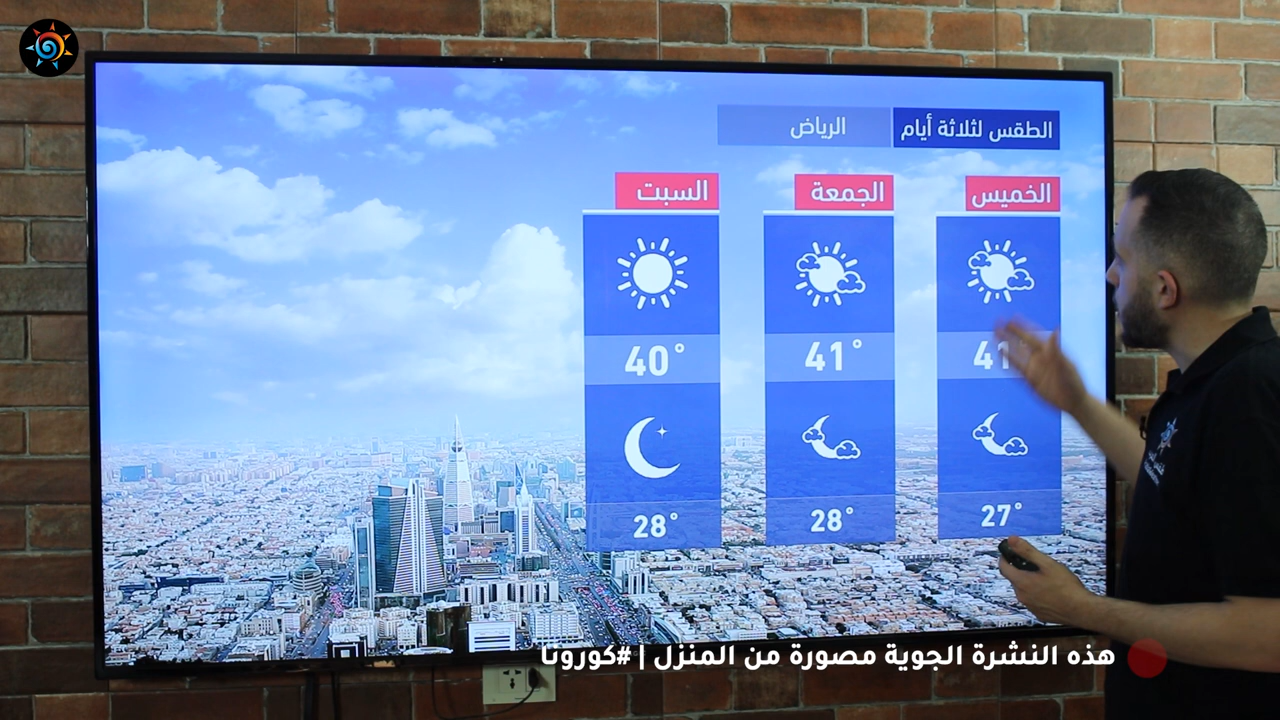 الطقس لثلاثة أيام
الرياض
الخميس
الجمعة
السبت
41
41°
40°
27°
28°
28°
هذه النشرة الجوية مصورة من المنزل | #كورونا